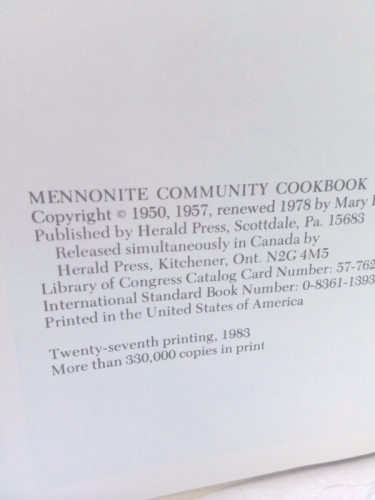 MENNONITE COMMUNITY COOKBOOK
Copyright © 1950, 1957, renewed 1978 by Mary
Published by Herald Press, Scottdale, Pa. 15683
Released simultaneously in Canada by
Herald Press, Kitchener, Ont. N2G 4M5
Library of Congress Catalog Card Number: 57-762
International Standard Book Number: 0-8361-1393
Printed in the United States of America
Twenty-seventh printing, 1983
More than 330,000 copies in print